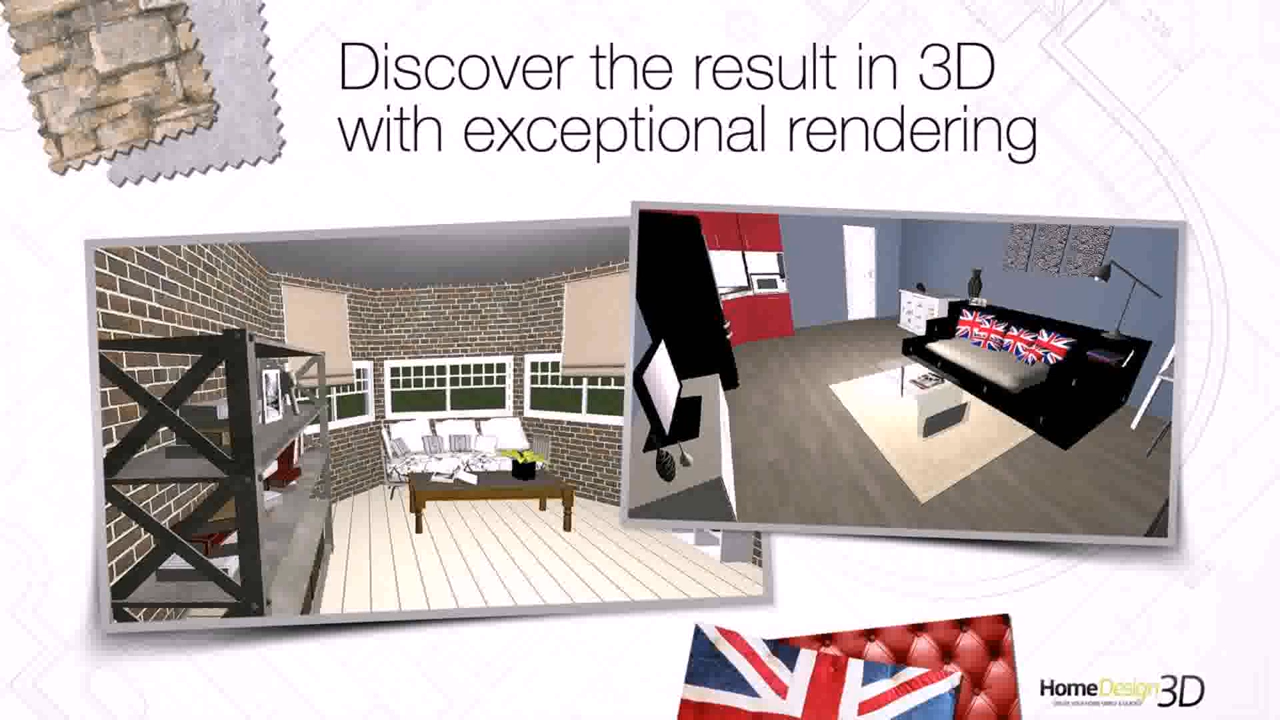 Discover the result in 3D
with exceptional rendering
HomeDesign3D